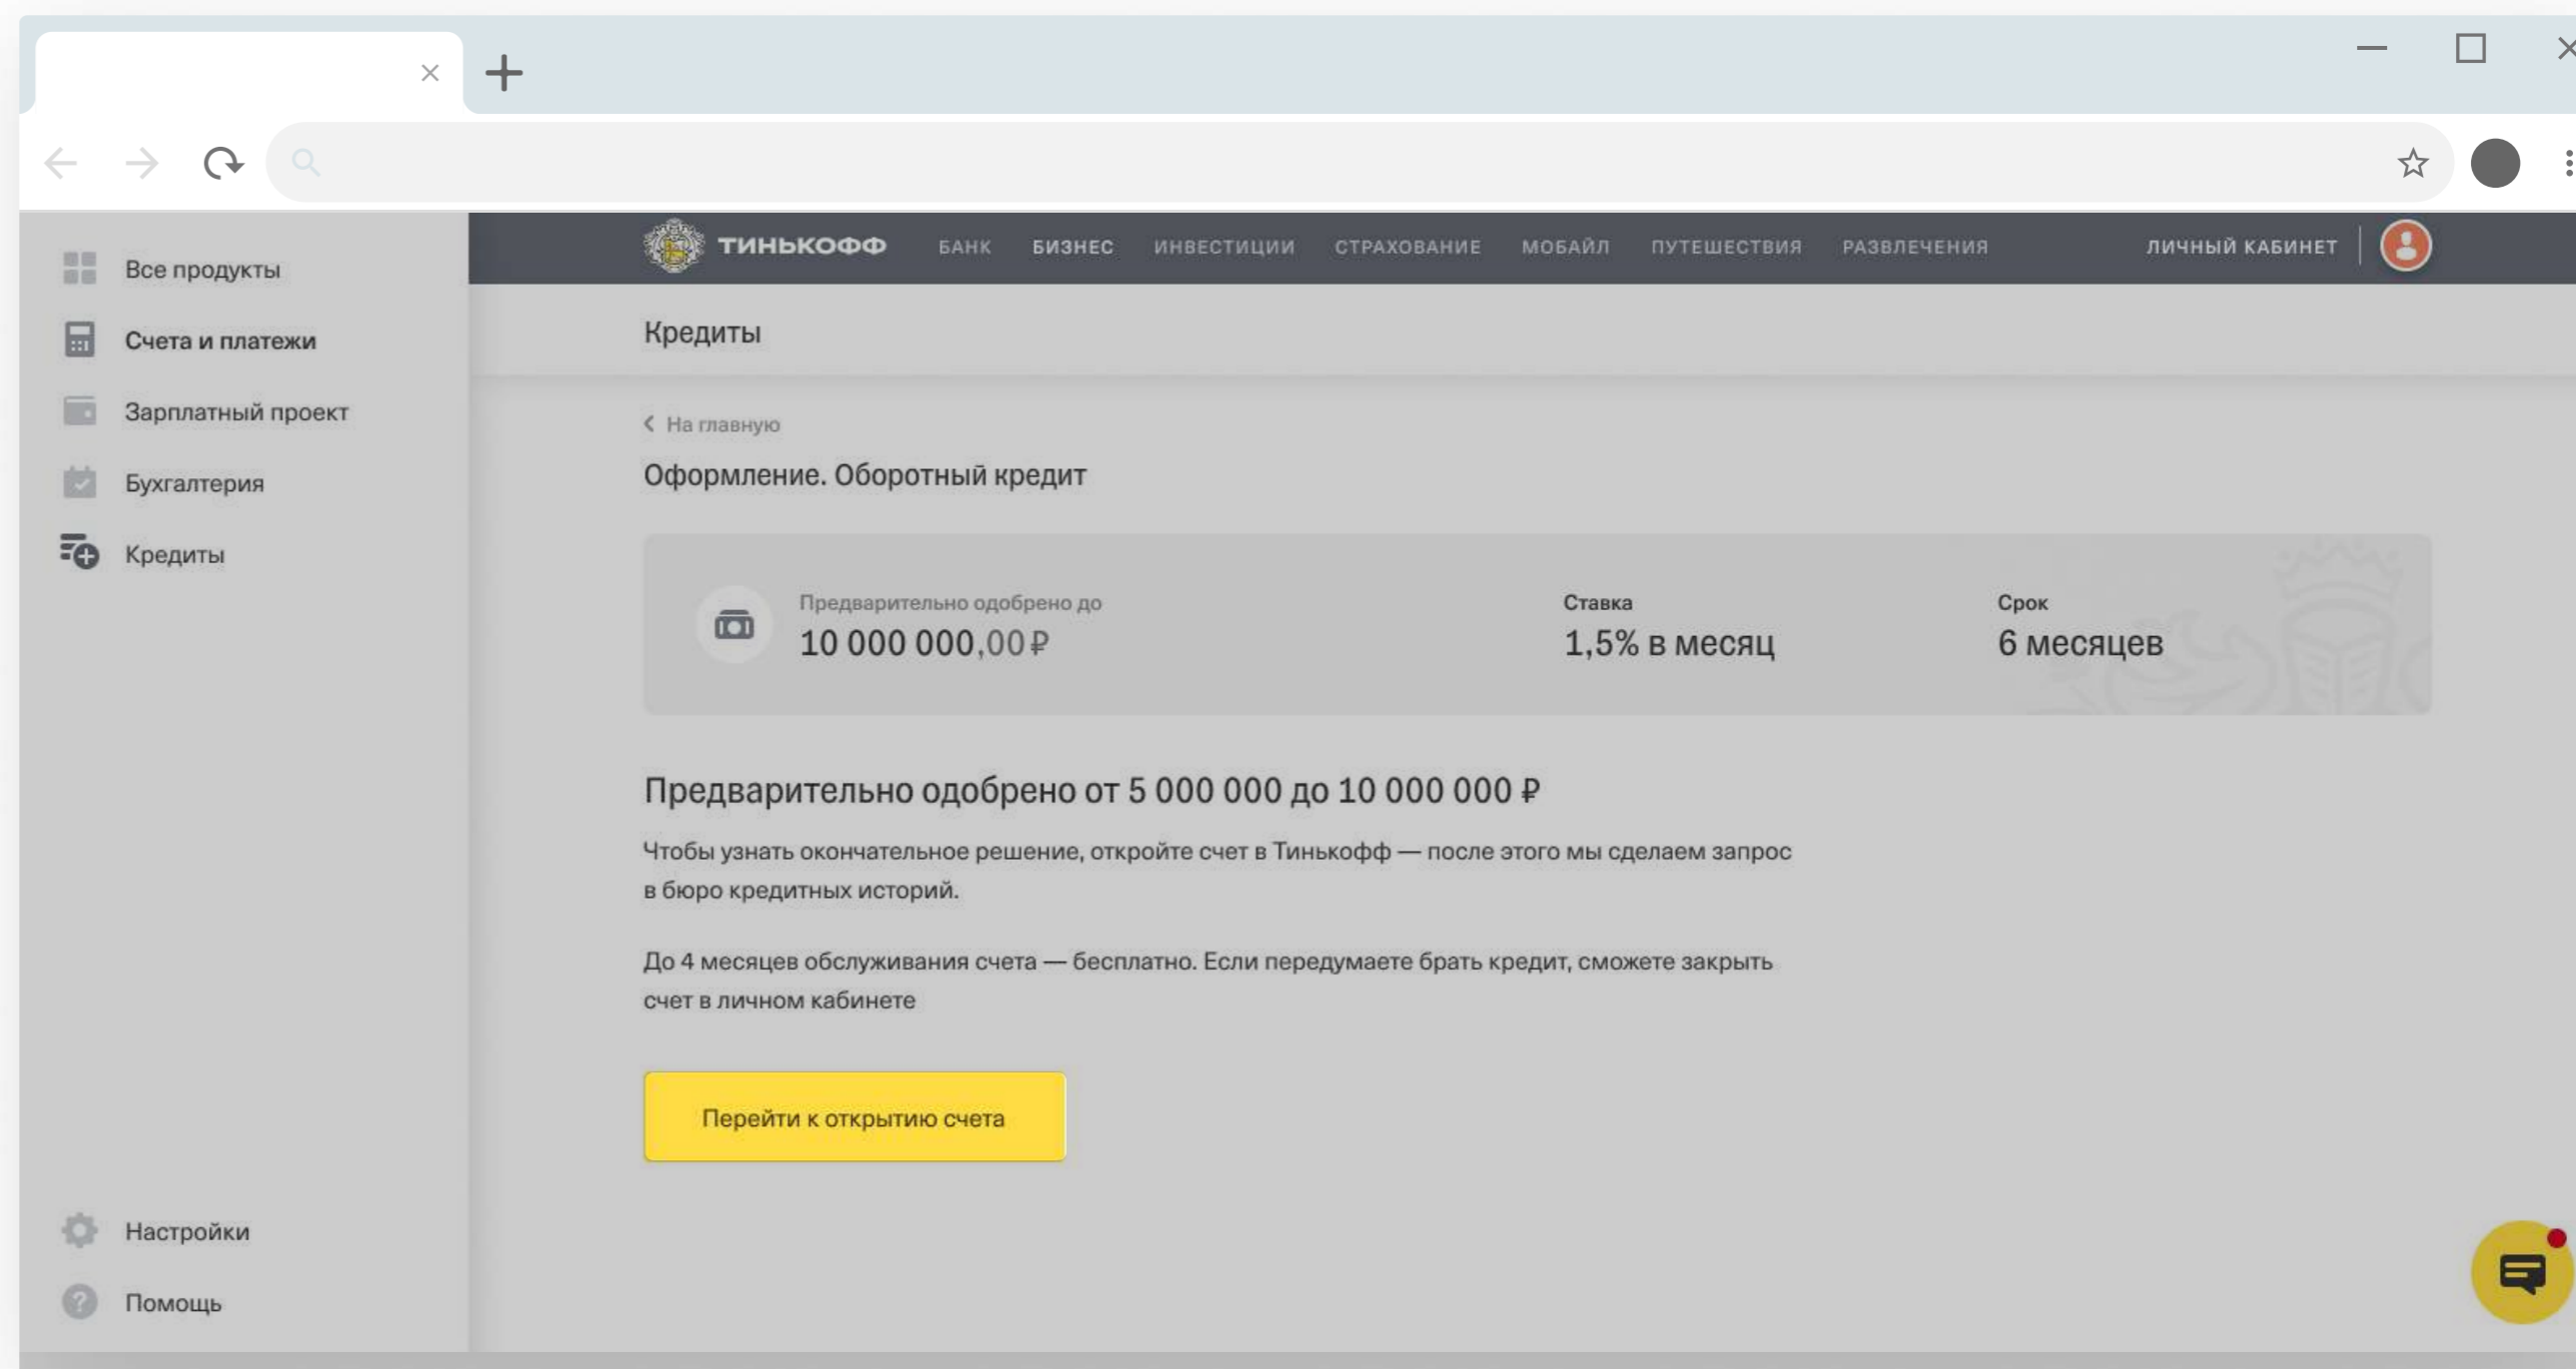 ТИНЬКОФФ БАНК БИЗНЕС ИНВЕСТИЦИИ СТРАХОВАНИЕ МОБАЙЛ ПУТЕШЕСТВИЯ РАЗВЛЕЧЕНИЯ ЛИЧНЫЙ КАБИНЕТ
Все продукты
Счета и платежи
Зарплатный проект
Бухгалтерия
Кредиты
Настройки
Помощь
Кредиты
На главную
Оформление. Оборотный кредит
Предварительно одобрено до
10 000 000,00 ₽
Ставка
1,5% в месяц
Срок
6 месяцев
Предварительно одобрено от 5 000 000 до 10 000 000 ₽
Чтобы узнать окончательное решение, откройте счет в Тинькофф — после этого мы сделаем запрос
в бюро кредитных историй.
До 4 месяцев обслуживания счета — бесплатно. Если передумаете брать кредит, сможете закрыть
счет в личном кабинете
Перейти к открытию счета